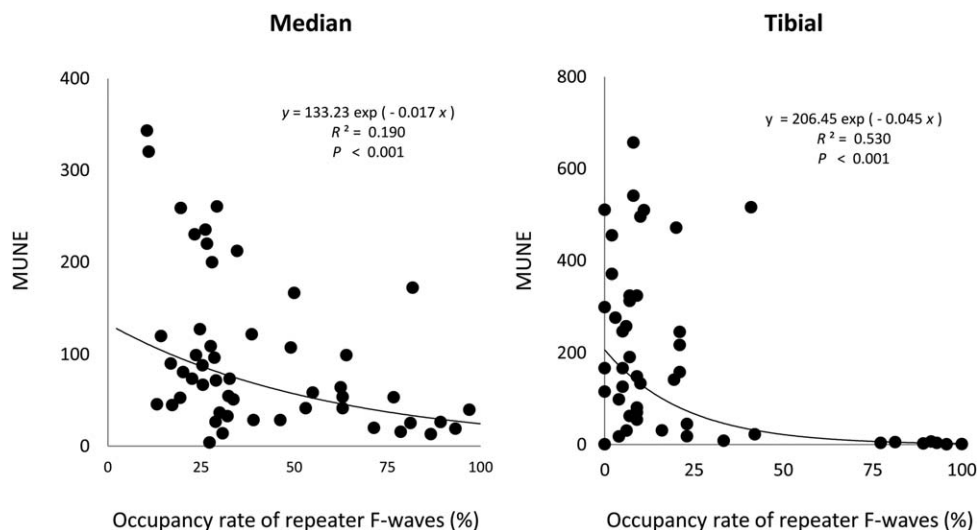 Median
400
300
200
100
0
MUNE
y = 133.23 exp ( - 0.017 x )
R ² = 0.190
P < 0.001
0 25 50 75 100
Occupancy rate of repeater F-waves (%)
Tibial
800
600
400
200
0
MUNE
y = 206.45 exp ( - 0.045 x )
R ² = 0.530
P < 0.001
0 25 50 75 100
Occupancy rate of repeater F-waves (%)